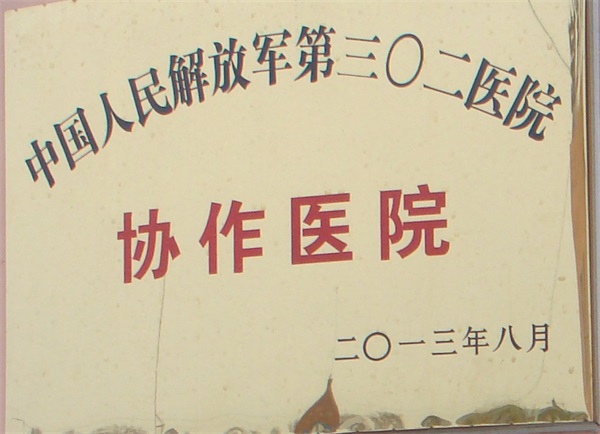 中国人民解放军第三〇二医院
协作医院
二〇一三年八月